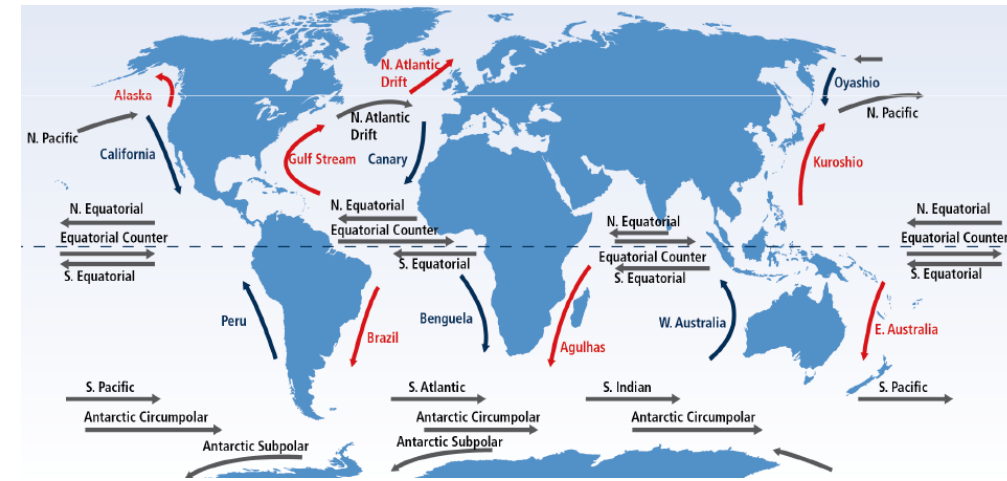 N. Atlantic
Drift
Alaska
Oyashio
N. Pacific
N. Pacific
N. Atlantic
Drift
California
Gulf Stream
Canary
Kuroshio
N. Equatorial
N. Equatorial
N. Equatorial
N. Equatorial
Equatorial Counter
Equatorial Counter
Equatorial Counter
Equatorial Counter
S. Equatorial
S. Equatorial
S. Equatorial
S. Equatorial
Peru
Brazil
Benguela
Agulhas
W. Australia
E. Australia
S. Pacific
S. Atlantic
S. Indian
S. Pacific
Antarctic Circumpolar
Antarctic Circumpolar
Antarctic Circumpolar
Antarctic Subpolar
Antarctic Subpolar